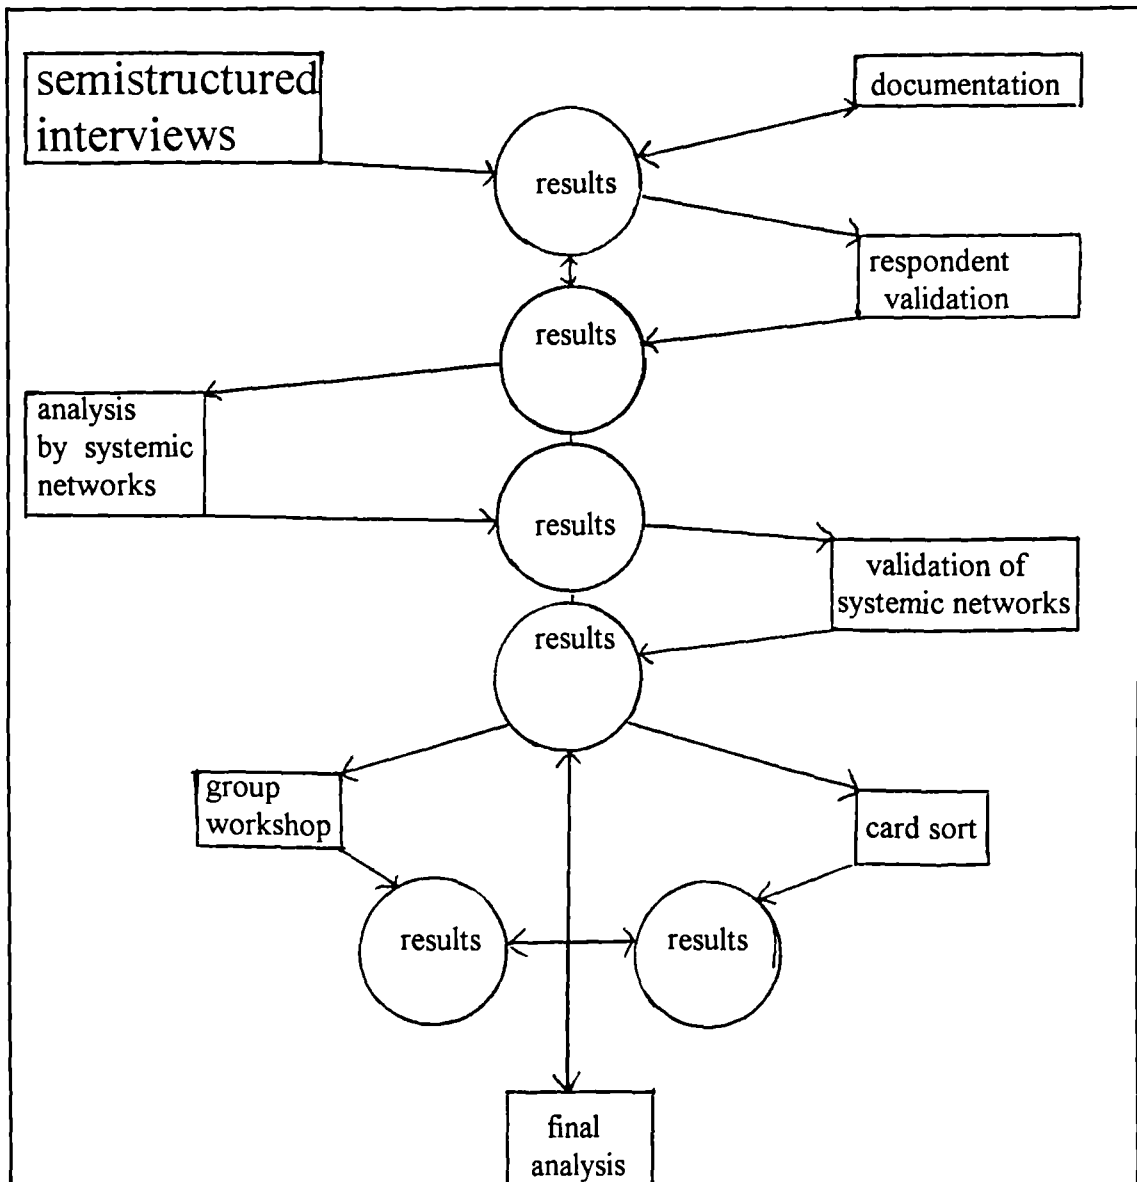 semistructured
interviews
documentation
results
respondent
validation
results
analysis
by systemic
networks
results
validation of
systemic networks
results
group
workshop
card sort
results
results
final
analysis